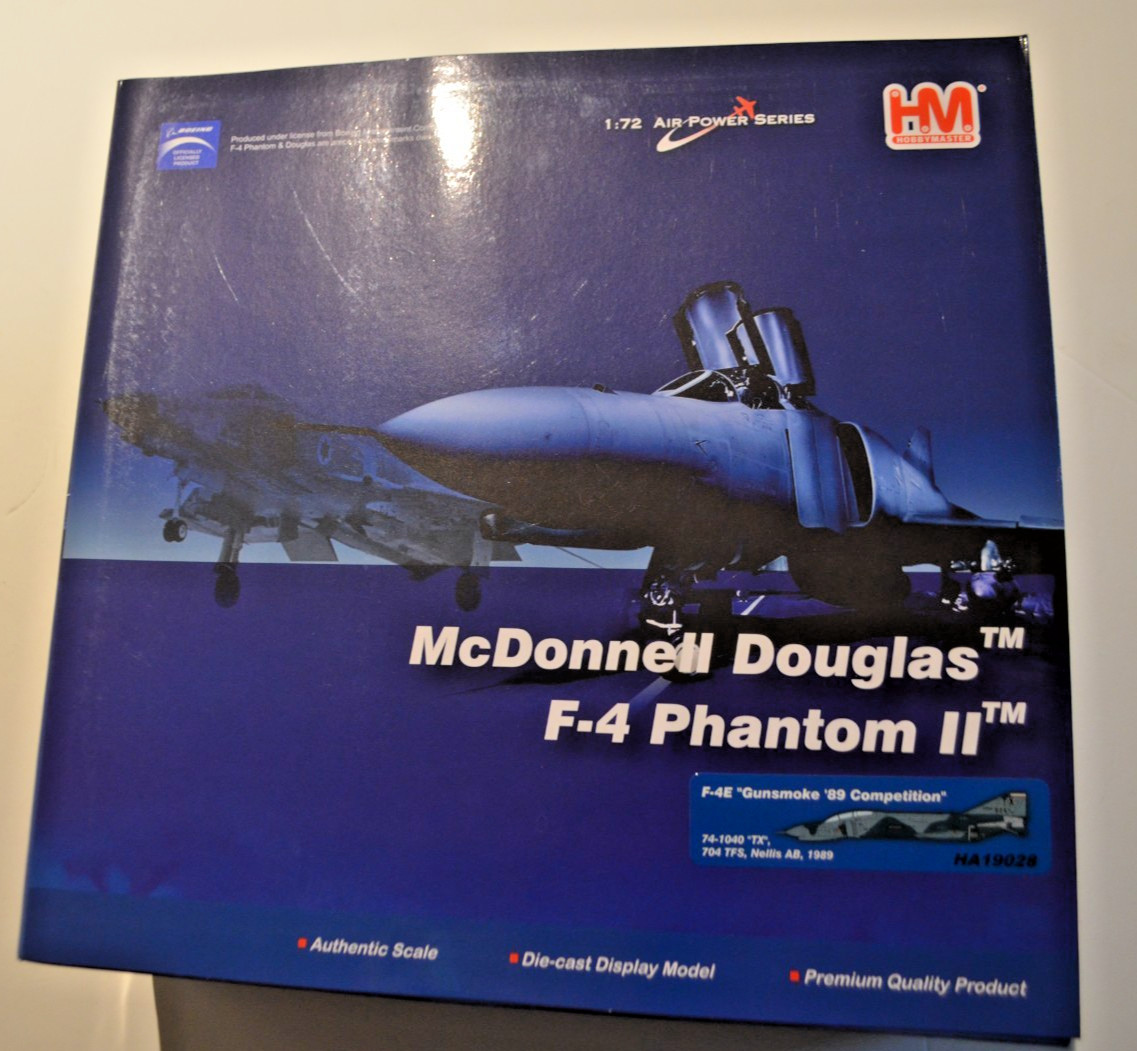 BOEING
OFFICIALLY
LICENSED
PRODUCT
Produced under license from Boeing
F-4 Phantom & Douglas are
1:72 AIR POWER SERIES
H.M.
HOBBYMASTER
McDonnell Douglas™
F-4 Phantom II™
F-4E "Gunsmoke '89 Competition"
74-1040 "TX",
704 TFS, Nellis AB, 1989
HA19028
Authentic Scale
Die-cast Display Model
Premium Quality Product